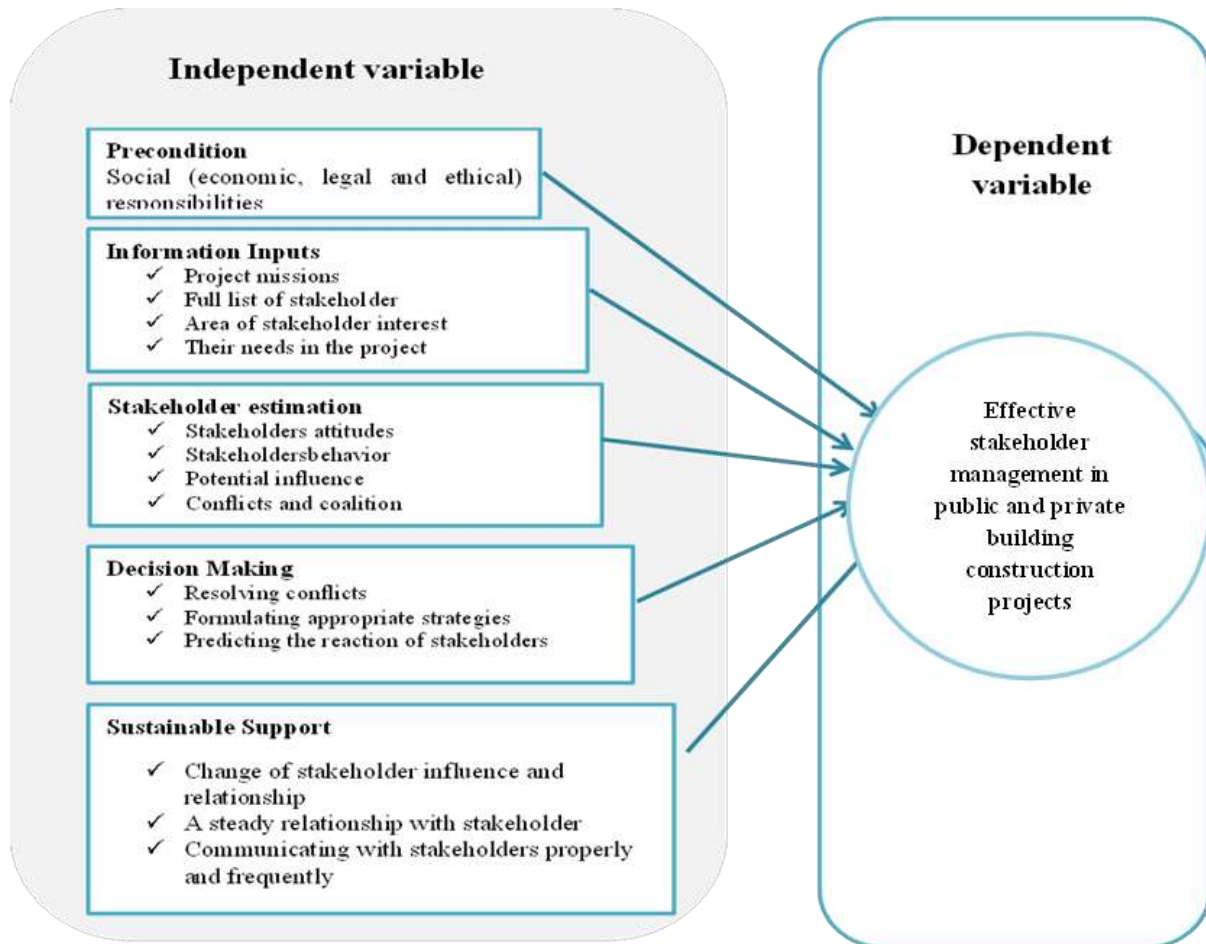 Independent variable
Precondition
Social (economic, legal and ethical)
responsibilities
Information Inputs
✓ Project missions
✓ Full list of stakeholder
✓ Area of stakeholder interest
✓ Their needs in the project
Stakeholder estimation
✓ Stakeholders attitudes
✓ Stakeholdersbehavior
✓ Potential influence
✓ Conflicts and coalition
Decision Making
✓ Resolving conflicts
✓ Formulating appropriate strategies
✓ Predicting the reaction of stakeholders
Sustainable Support
✓ Change of stakeholder influence and
relationship
✓ A steady relationship with stakeholder
✓ Communicating with stakeholders properly
and frequently
Dependent
variable
Effective
stakeholder
management in
public and private
building
construction
projects